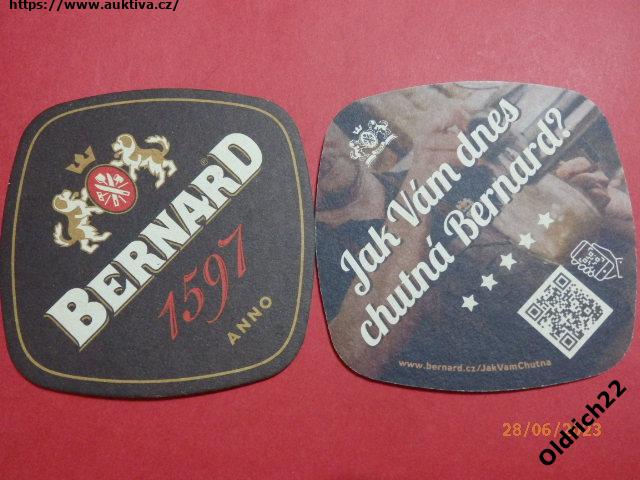 https://www.auktiva.cz/
BERNARD
®
1597
ANNO
Jak Vám dnes
chutná Bernard?
www.bernard.cz/JakVamChutna
28/06/2023
Oldrich22